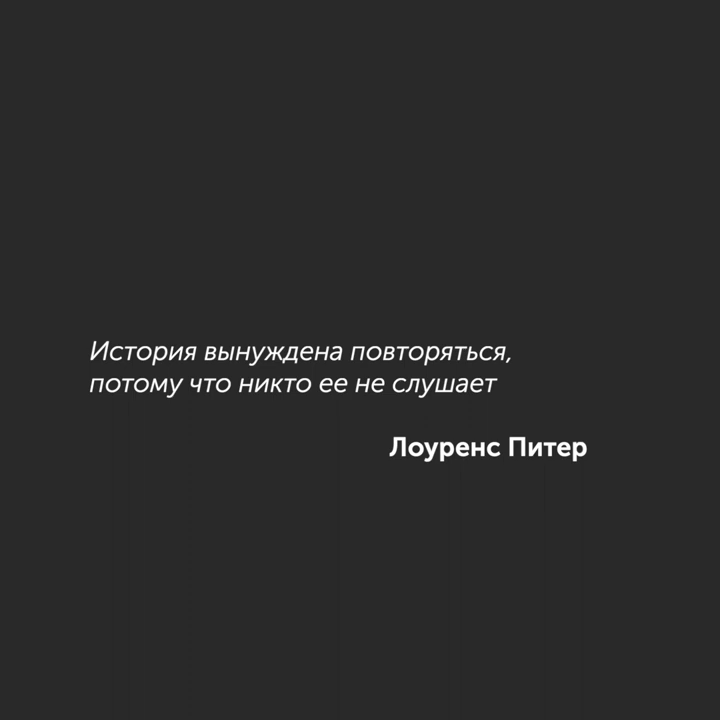 История вынуждена повторяться,
потому что никто ее не слушает
Лоуренс Питер